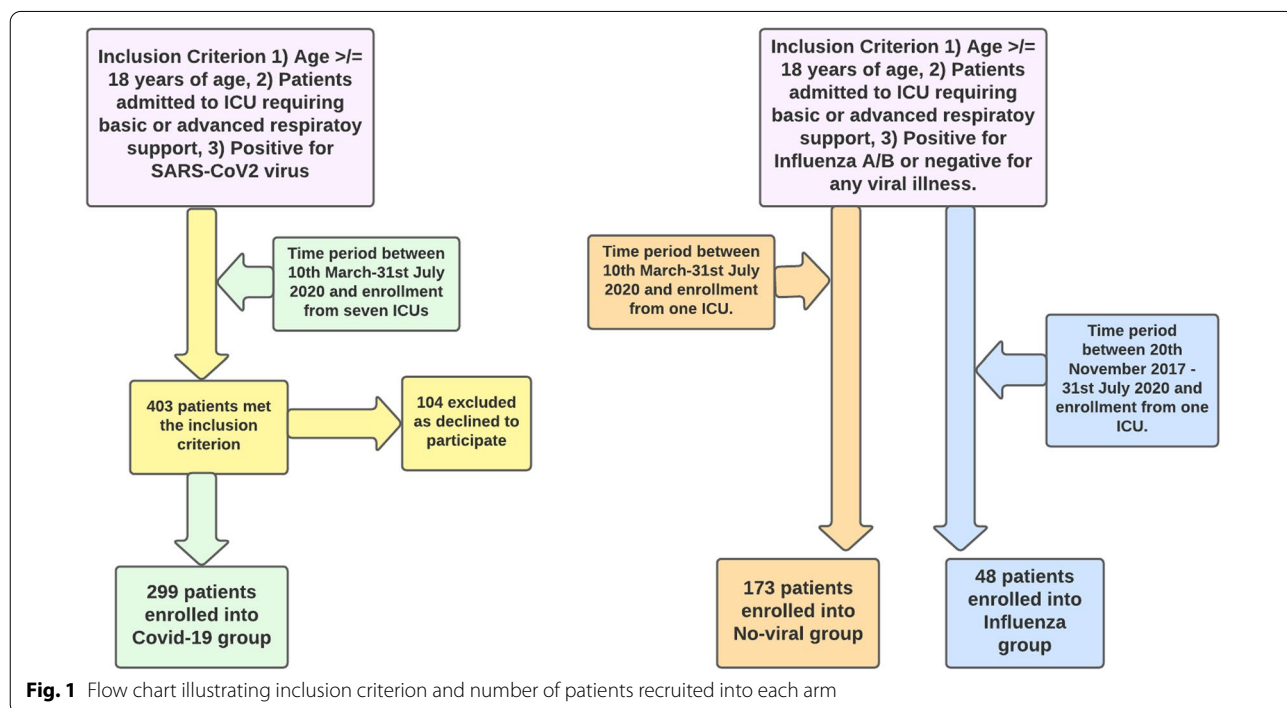 Inclusion Criterion 1) Age >/=
18 years of age, 2) Patients
admitted to ICU requiring
basic or advanced respiratoy
support, 3) Positive for
SARS-CoV2 virus
Time period between
10th March-31st July
2020 and enrollment
from seven ICUs
403 patients met
the inclusion
criterion
104 excluded
as declined to
participate
299 patients
enrolled into
Covid-19 group
Inclusion Criterion 1) Age >/=
18 years of age, 2) Patients
admitted to ICU requiring
basic or advanced respiratoy
support, 3) Positive for
Influenza A/B or negative for
any viral illness.
Time period between
10th March-31st July
2020 and enrollment
from one ICU.
Time period
between 20th
November 2017 -
31st July 2020 and
enrollment from one
ICU.
173 patients
enrolled into
No-viral group
48 patients
enrolled into
Influenza
group
Fig. 1 Flow chart illustrating inclusion criterion and number of patients recruited into each arm